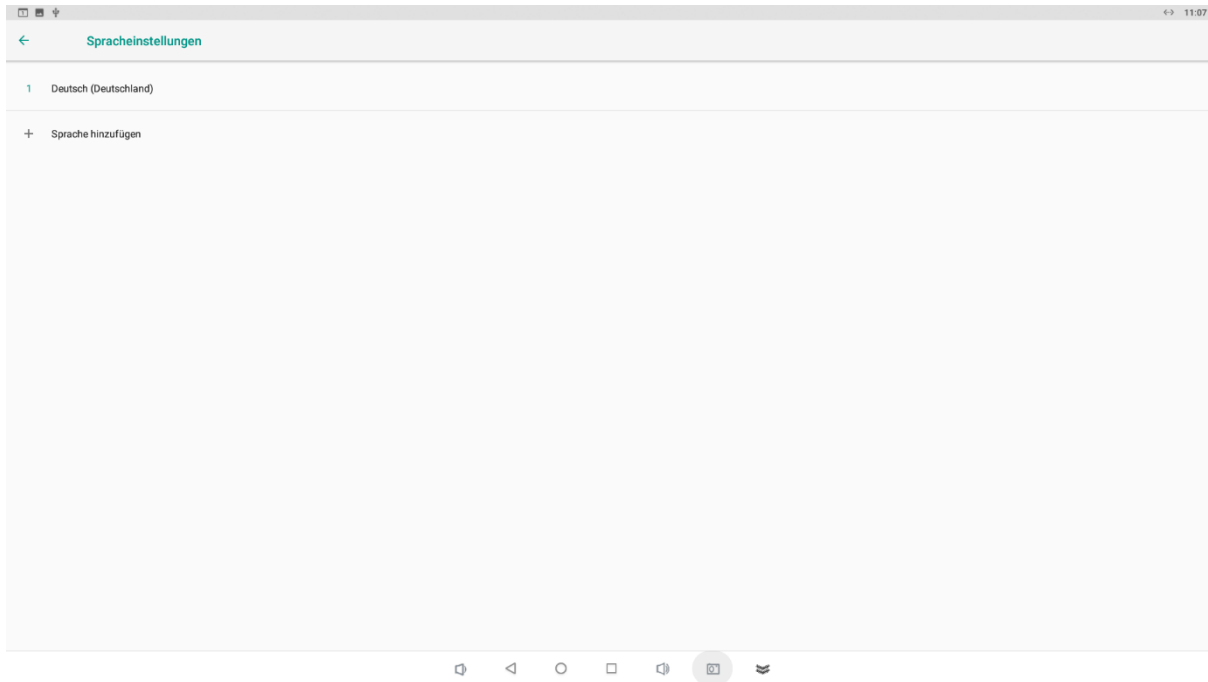 11:07
Spracheinstellungen
1 Deutsch (Deutschland)
+ Sprache hinzufügen